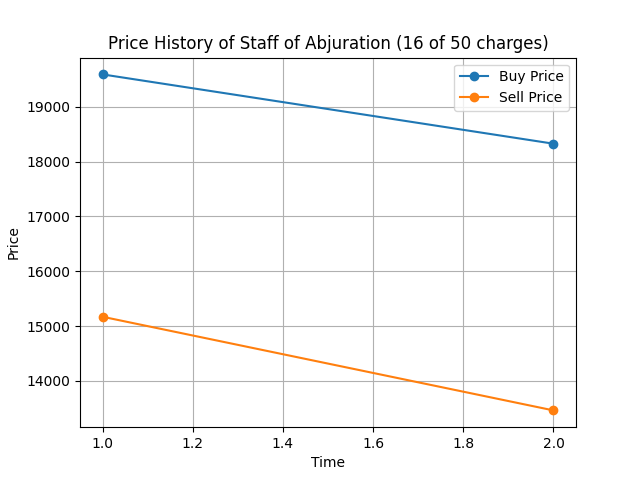 Price History of Staff of Abjuration (16 of 50 charges)
Buy Price
Sell Price
Price
19000
18000
17000
16000
15000
14000
1.0 1.2 1.4 1.6 1.8 2.0
Time